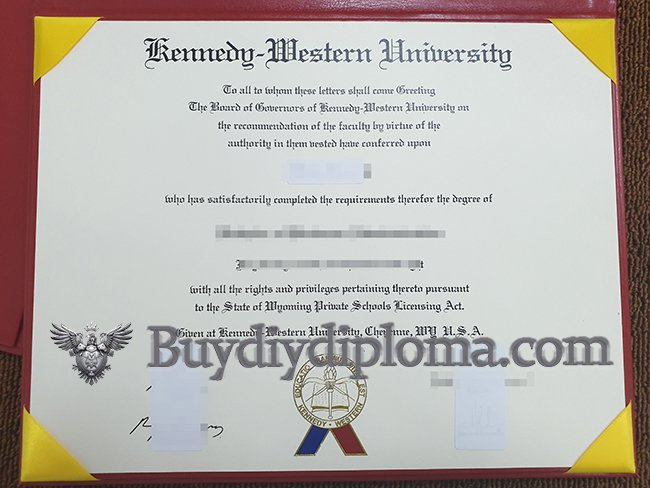 Kennedy-Western University
To all to whom these letters shall come Greeting
The Board of Governors of Kennedy-Western University on
the recommendation of the faculty by virtue of the
authority in them vested have conferred upon
who has satisfactorily completed the requirements therefor the degree of
with all the rights and privileges pertaining thereto pursuant
to the State of Wyoming Private Schools Licensing Act.
Given at Kennedy-Western University, Cheyenne, WY U.S.A.
Buydiydiploma.com
KENNEDY - WESTERN